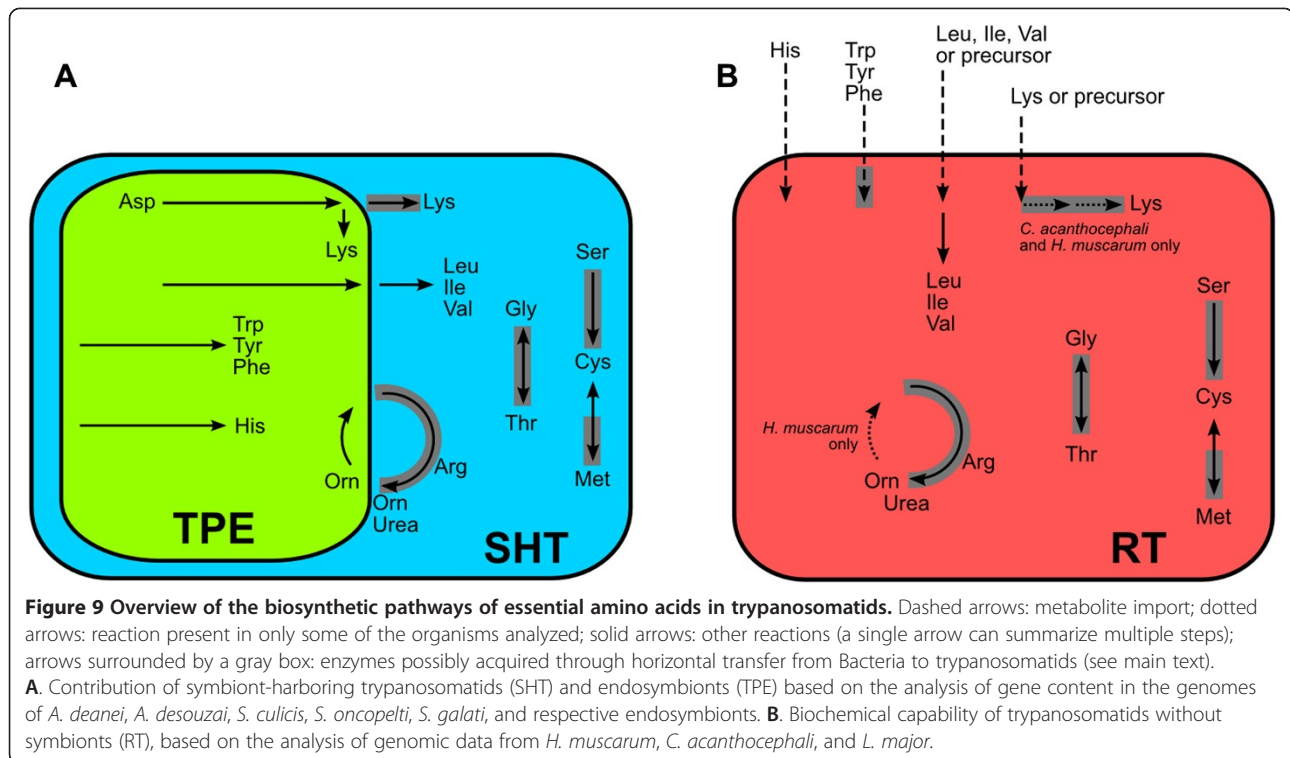 A
Asp
Lys
Lys
Leu
Ile
Val
Trp
Tyr
Phe
His
Orn
Orn
Urea
Arg
Gly
Thr
Ser
Cys
Met
TPE
SHT
B
His
Trp
Tyr
Phe
Leu, Ile, Val
or precursor
Lys or precursor
Lys
C. acanthocephali
and H. muscarum only
Leu
Ile
Val
H. muscarum
only
Orn
Urea
Arg
Gly
Thr
Ser
Cys
Met
RT
Figure 9 Overview of the biosynthetic pathways of essential amino acids in trypanosomatids. Dashed arrows: metabolite import; dotted
arrows: reaction present in only some of the organisms analyzed; solid arrows: other reactions (a single arrow can summarize multiple steps);
arrows surrounded by a gray box: enzymes possibly acquired through horizontal transfer from Bacteria to trypanosomatids (see main text).
A. Contribution of symbiont-harboring trypanosomatids (SHT) and endosymbionts (TPE) based on the analysis of gene content in the genomes
of A. deanei, A. desouzai, S. culicis, S. oncopelti, S. galati, and respective endosymbionts. B. Biochemical capability of trypanosomatids without
symbionts (RT), based on the analysis of genomic data from H. muscarum, C. acanthocephali, and L. major.